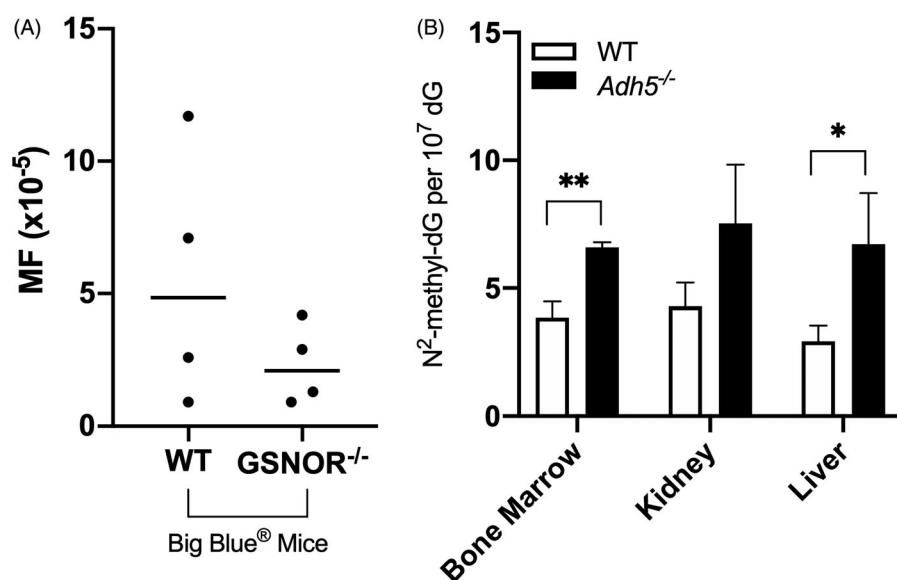 (A)
15
10
5
0
MF (x10⁻⁵)
WT GSNOR⁻/⁻
Big Blue® Mice
(B)
15
10
5
0
N²-methyl-dG per 10⁷ dG
WT
Adh5⁻/⁻
**
*
Bone Marrow
Kidney
Liver